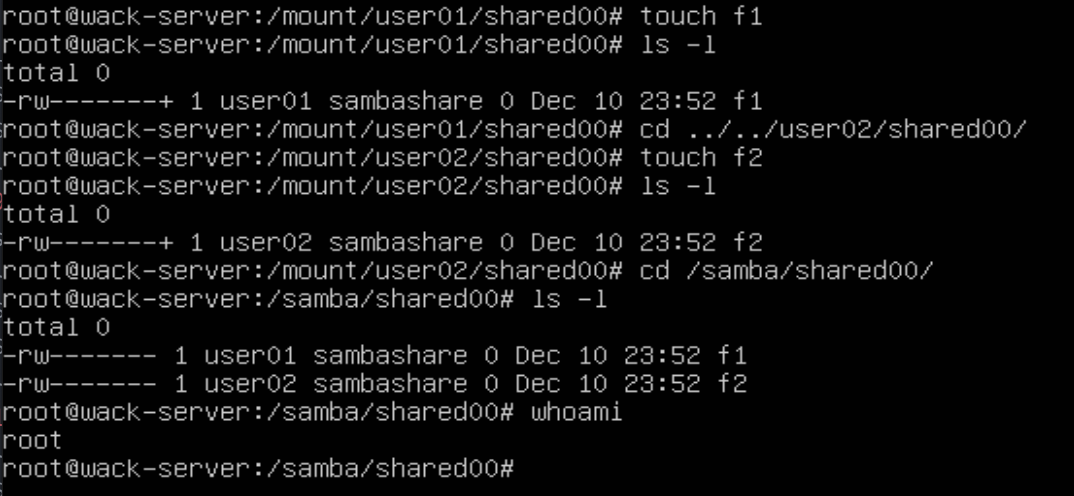 root@wack-server:/mount/user01/shared00# touch f1
root@wack-server:/mount/user01/shared00# ls -l
total 0
-rw-------+ 1 user01 sambashare 0 Dec 10 23:52 f1
root@wack-server:/mount/user01/shared00# cd ../../user02/shared00/
root@wack-server:/mount/user02/shared00# touch f2
root@wack-server:/mount/user02/shared00# ls -l
total 0
-rw-------+ 1 user02 sambashare 0 Dec 10 23:52 f2
root@wack-server:/mount/user02/shared00# cd /samba/shared00/
root@wack-server:/samba/shared00# ls -l
total 0
-rw------- 1 user01 sambashare 0 Dec 10 23:52 f1
-rw------- 1 user02 sambashare 0 Dec 10 23:52 f2
root@wack-server:/samba/shared00# whoami
root
root@wack-server:/samba/shared00#